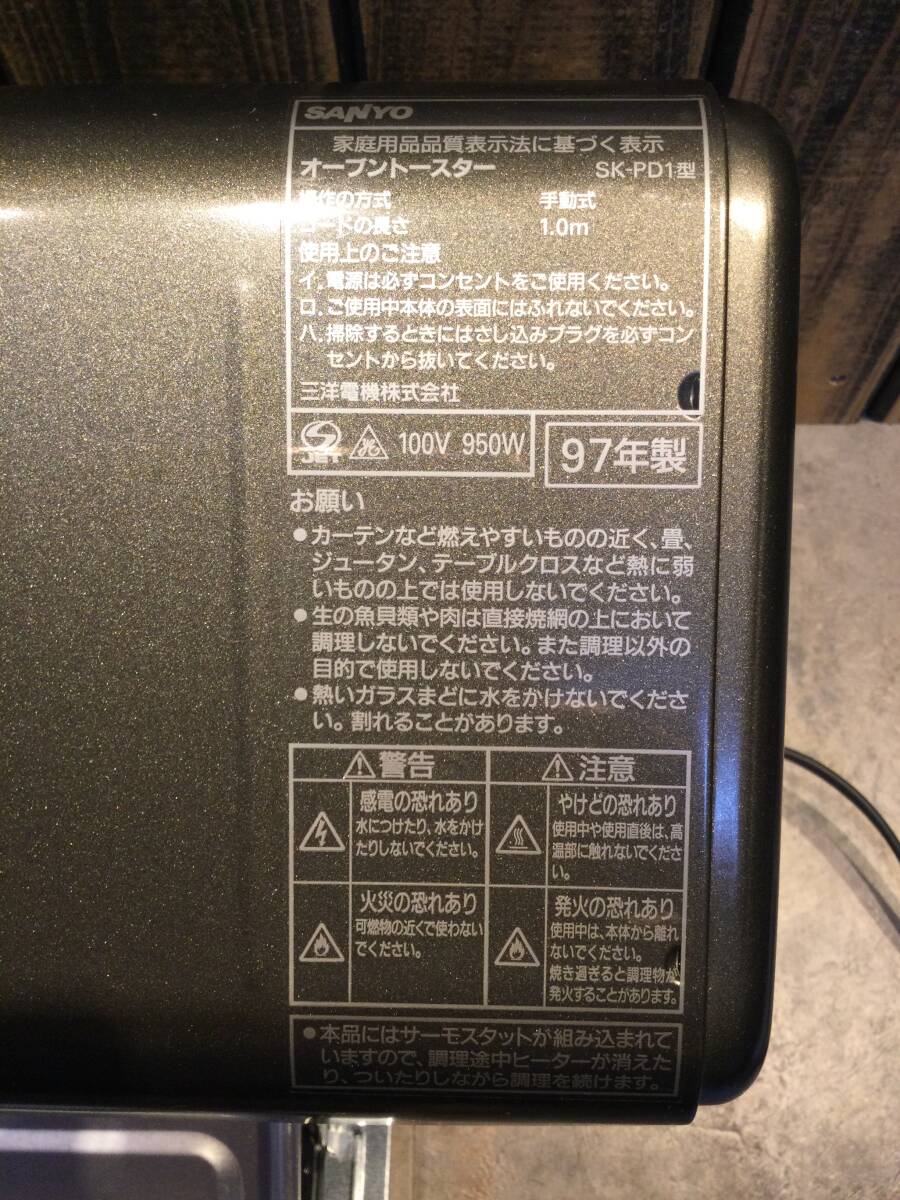 SANYO
家庭用品品質表示法に基づく表示
オーブントースター SK-PD1型
操作の方式 手動式
コードの長さ 1.0m
使用上のご注意
イ.電源は必ずコンセントをご使用ください。
ロ.ご使用中本体の表面にはふれないでください。
ハ.掃除するときにはさし込みプラグを必ずコン
セントから抜いてください。
三洋電機株式会社
JET 100V 950W 97年製
お願い
●カーテンなど燃えやすいものの近く、畳、
ジュータン、テーブルクロスなど熱に弱
いものの上では使用しないでください。
●生の魚貝類や肉は直接焼網の上において
調理しないでください。また調理以外の
目的で使用しないでください。
●熱いガラスまどに水をかけないでくださ
い。割れることがあります。
⚠警告
感電の恐れあり
水につけたり、水をかけ
たりしないでください。
火災の恐れあり
可燃物の近くで使わない
でください。
⚠注意
やけどの恐れあり
使用中や使用直後は、高
温部に触れないでくださ
い。
発火の恐れあり
使用中は、本体から離れ
ないでください。
焼き過ぎると調理物が
発火することがあります。
●本品にはサーモスタットが組み込まれて
いますので、調理途中ヒーターが消えた
り、ついたりしながら調理を続けます。